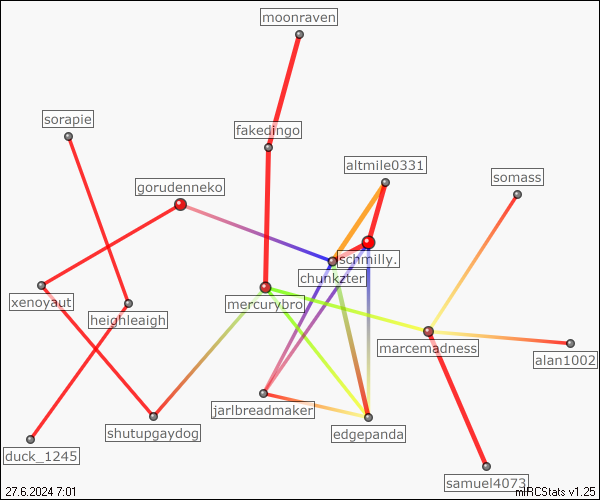 moonraven
sorapie
fakedingo
altmile0331
somass
gorudenneko
schmilly.
chunkzter
xenoyaut
mercurybro
heighleaigh
marcemadness
alan1002
jarlbreadmaker
shutupgaydog
edgepanda
duck_1245
samuel4073
27.6.2024 7:01
mIRCStats v1.25